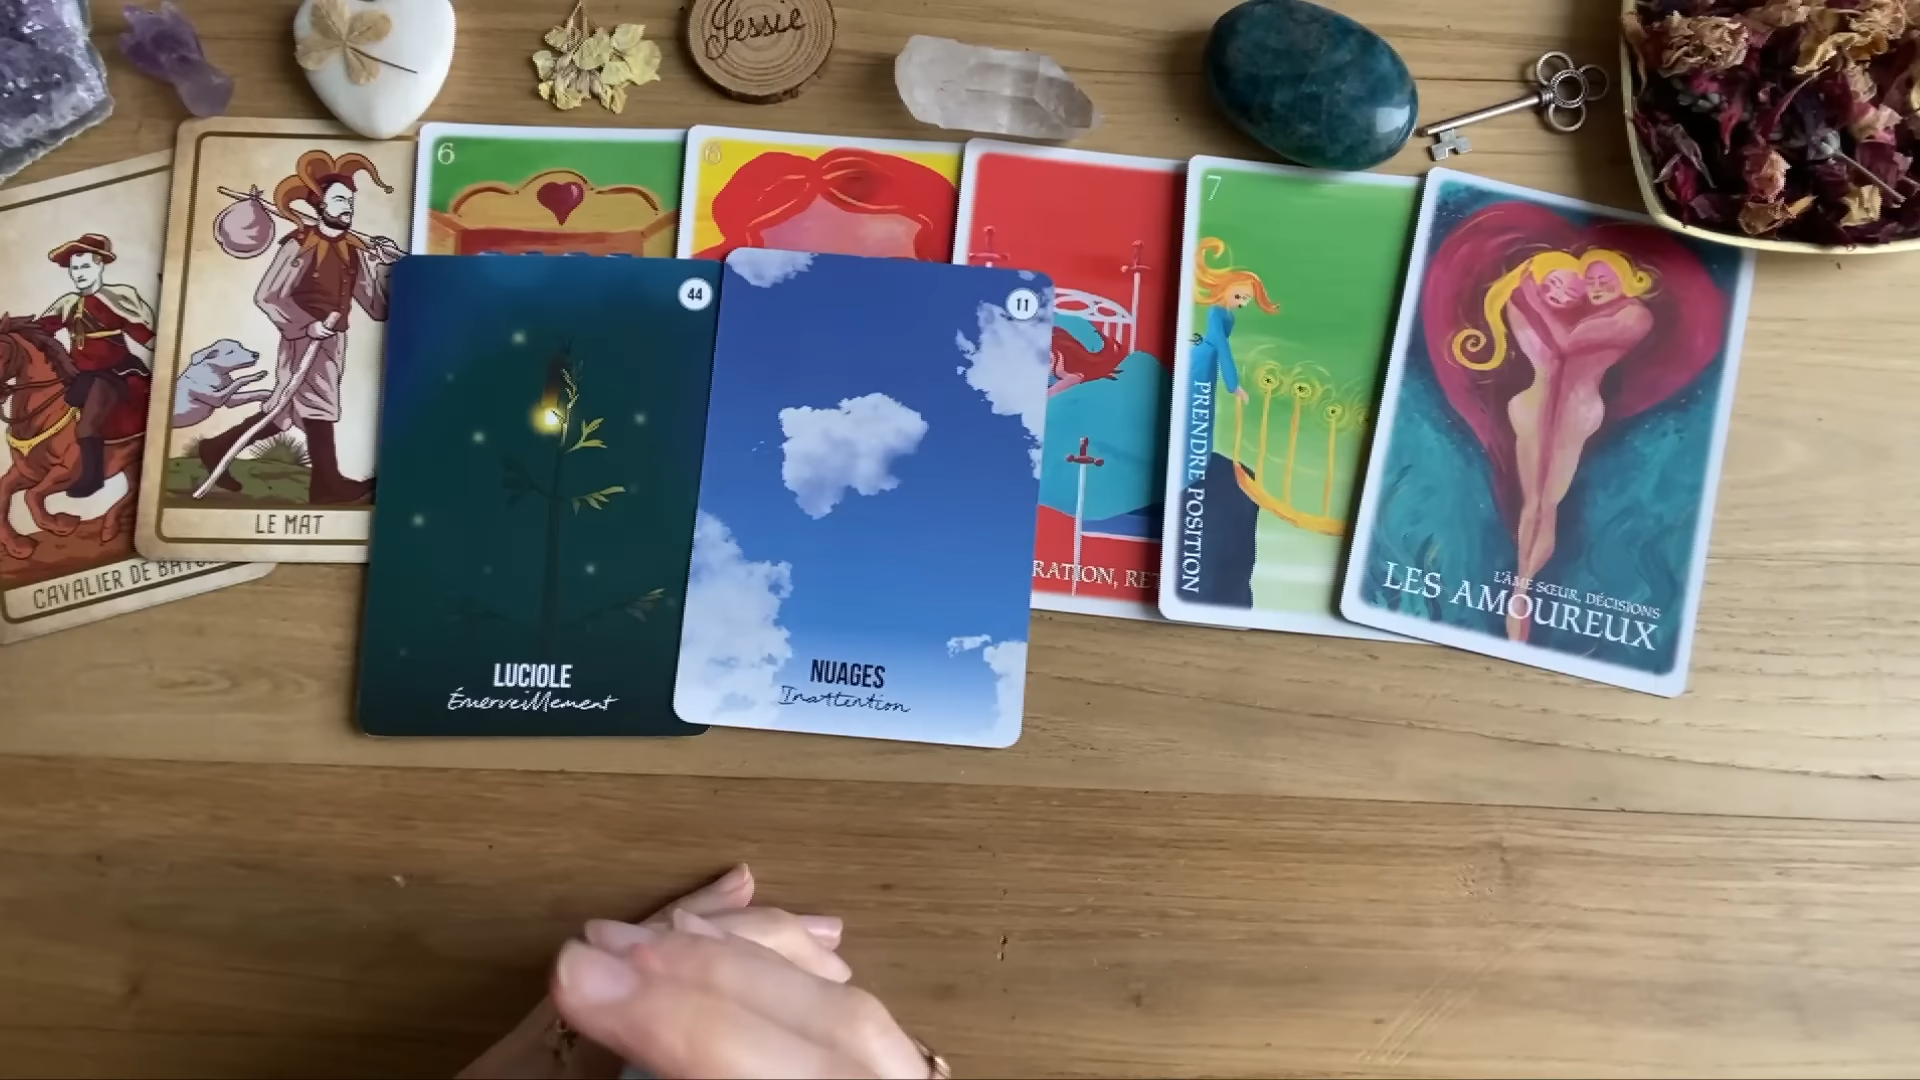 Jessie
6
6
7
CAVALIER DE
LE MAT
44
LUCIOLE
Émerveillement
11
NUAGES
Inattention
RATION, RE
PRENDRE POSITION
L'ÂME SŒUR, DÉCISIONS
LES AMOUREUX